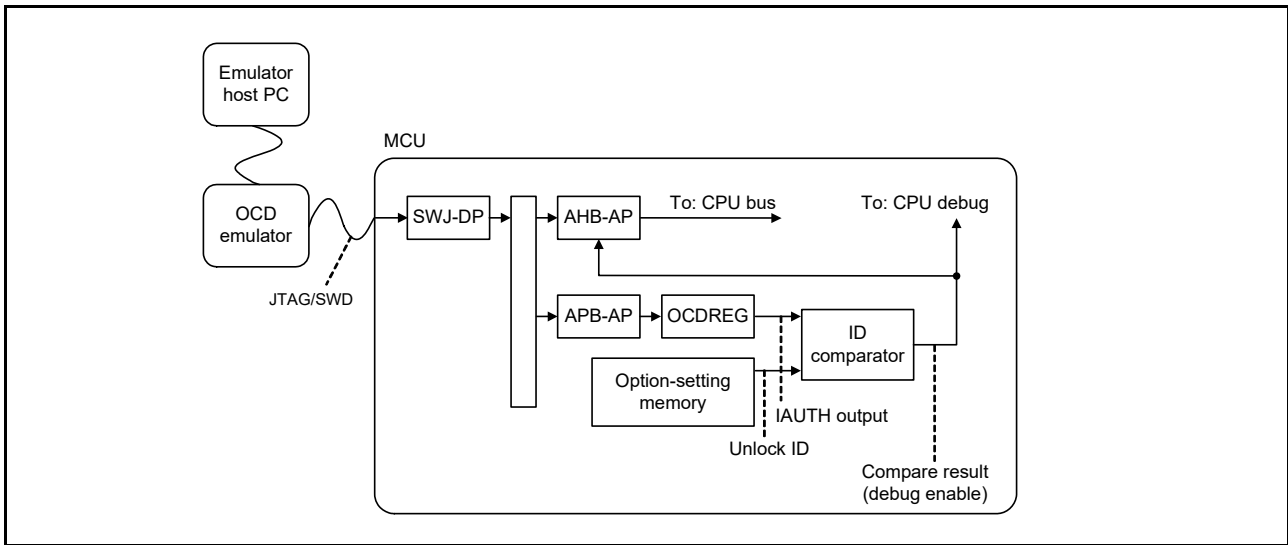 Emulator
host PC
MCU
OCD
emulator
SWJ-DP
AHB-AP
To: CPU bus
To: CPU debug
JTAG/SWD
APB-AP
OCDREG
ID
comparator
Option-setting
memory
IAUTH output
Unlock ID
Compare result
(debug enable)